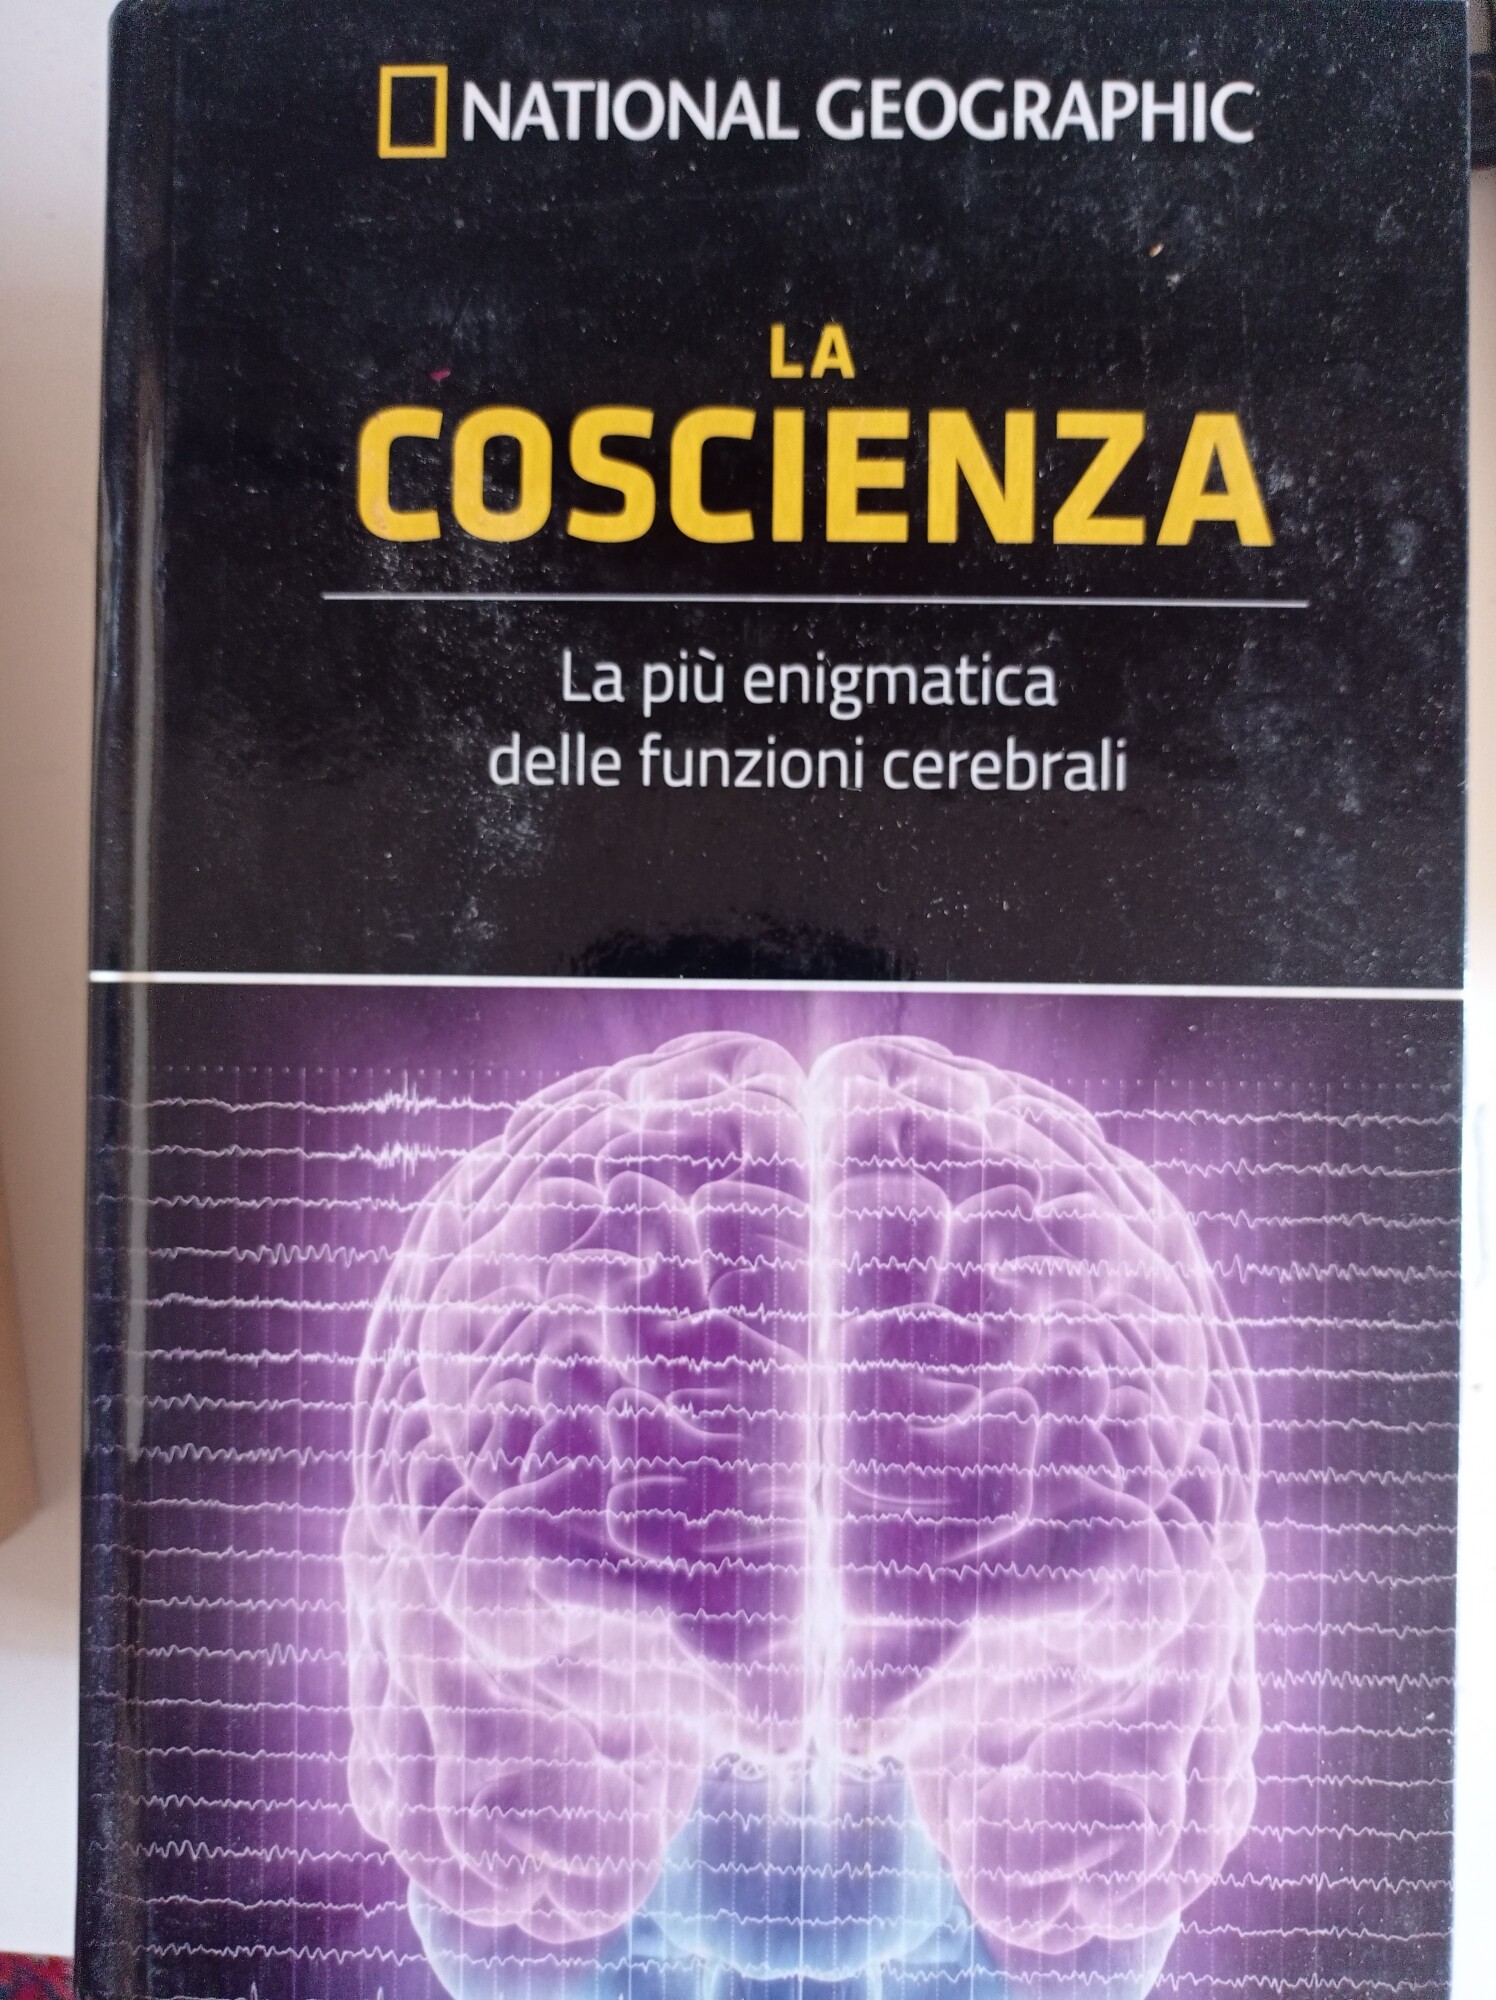 NATIONAL GEOGRAPHIC
LA
COSCIENZA
La più enigmatica
delle funzioni cerebrali